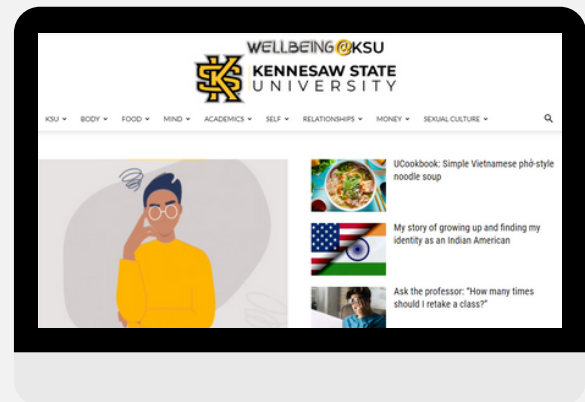 WELLBEING@KSU
KS
KENNESAW STATE
UNIVERSITY
KSU BODY FOOD MIND ACADEMICS SELF RELATIONSHIPS MONEY SEXUAL CULTURE
UCookbook: Simple Vietnamese phở-style
noodle soup
My story of growing up and finding my
identity as an Indian American
Ask the professor: “How many times
should I retake a class?”